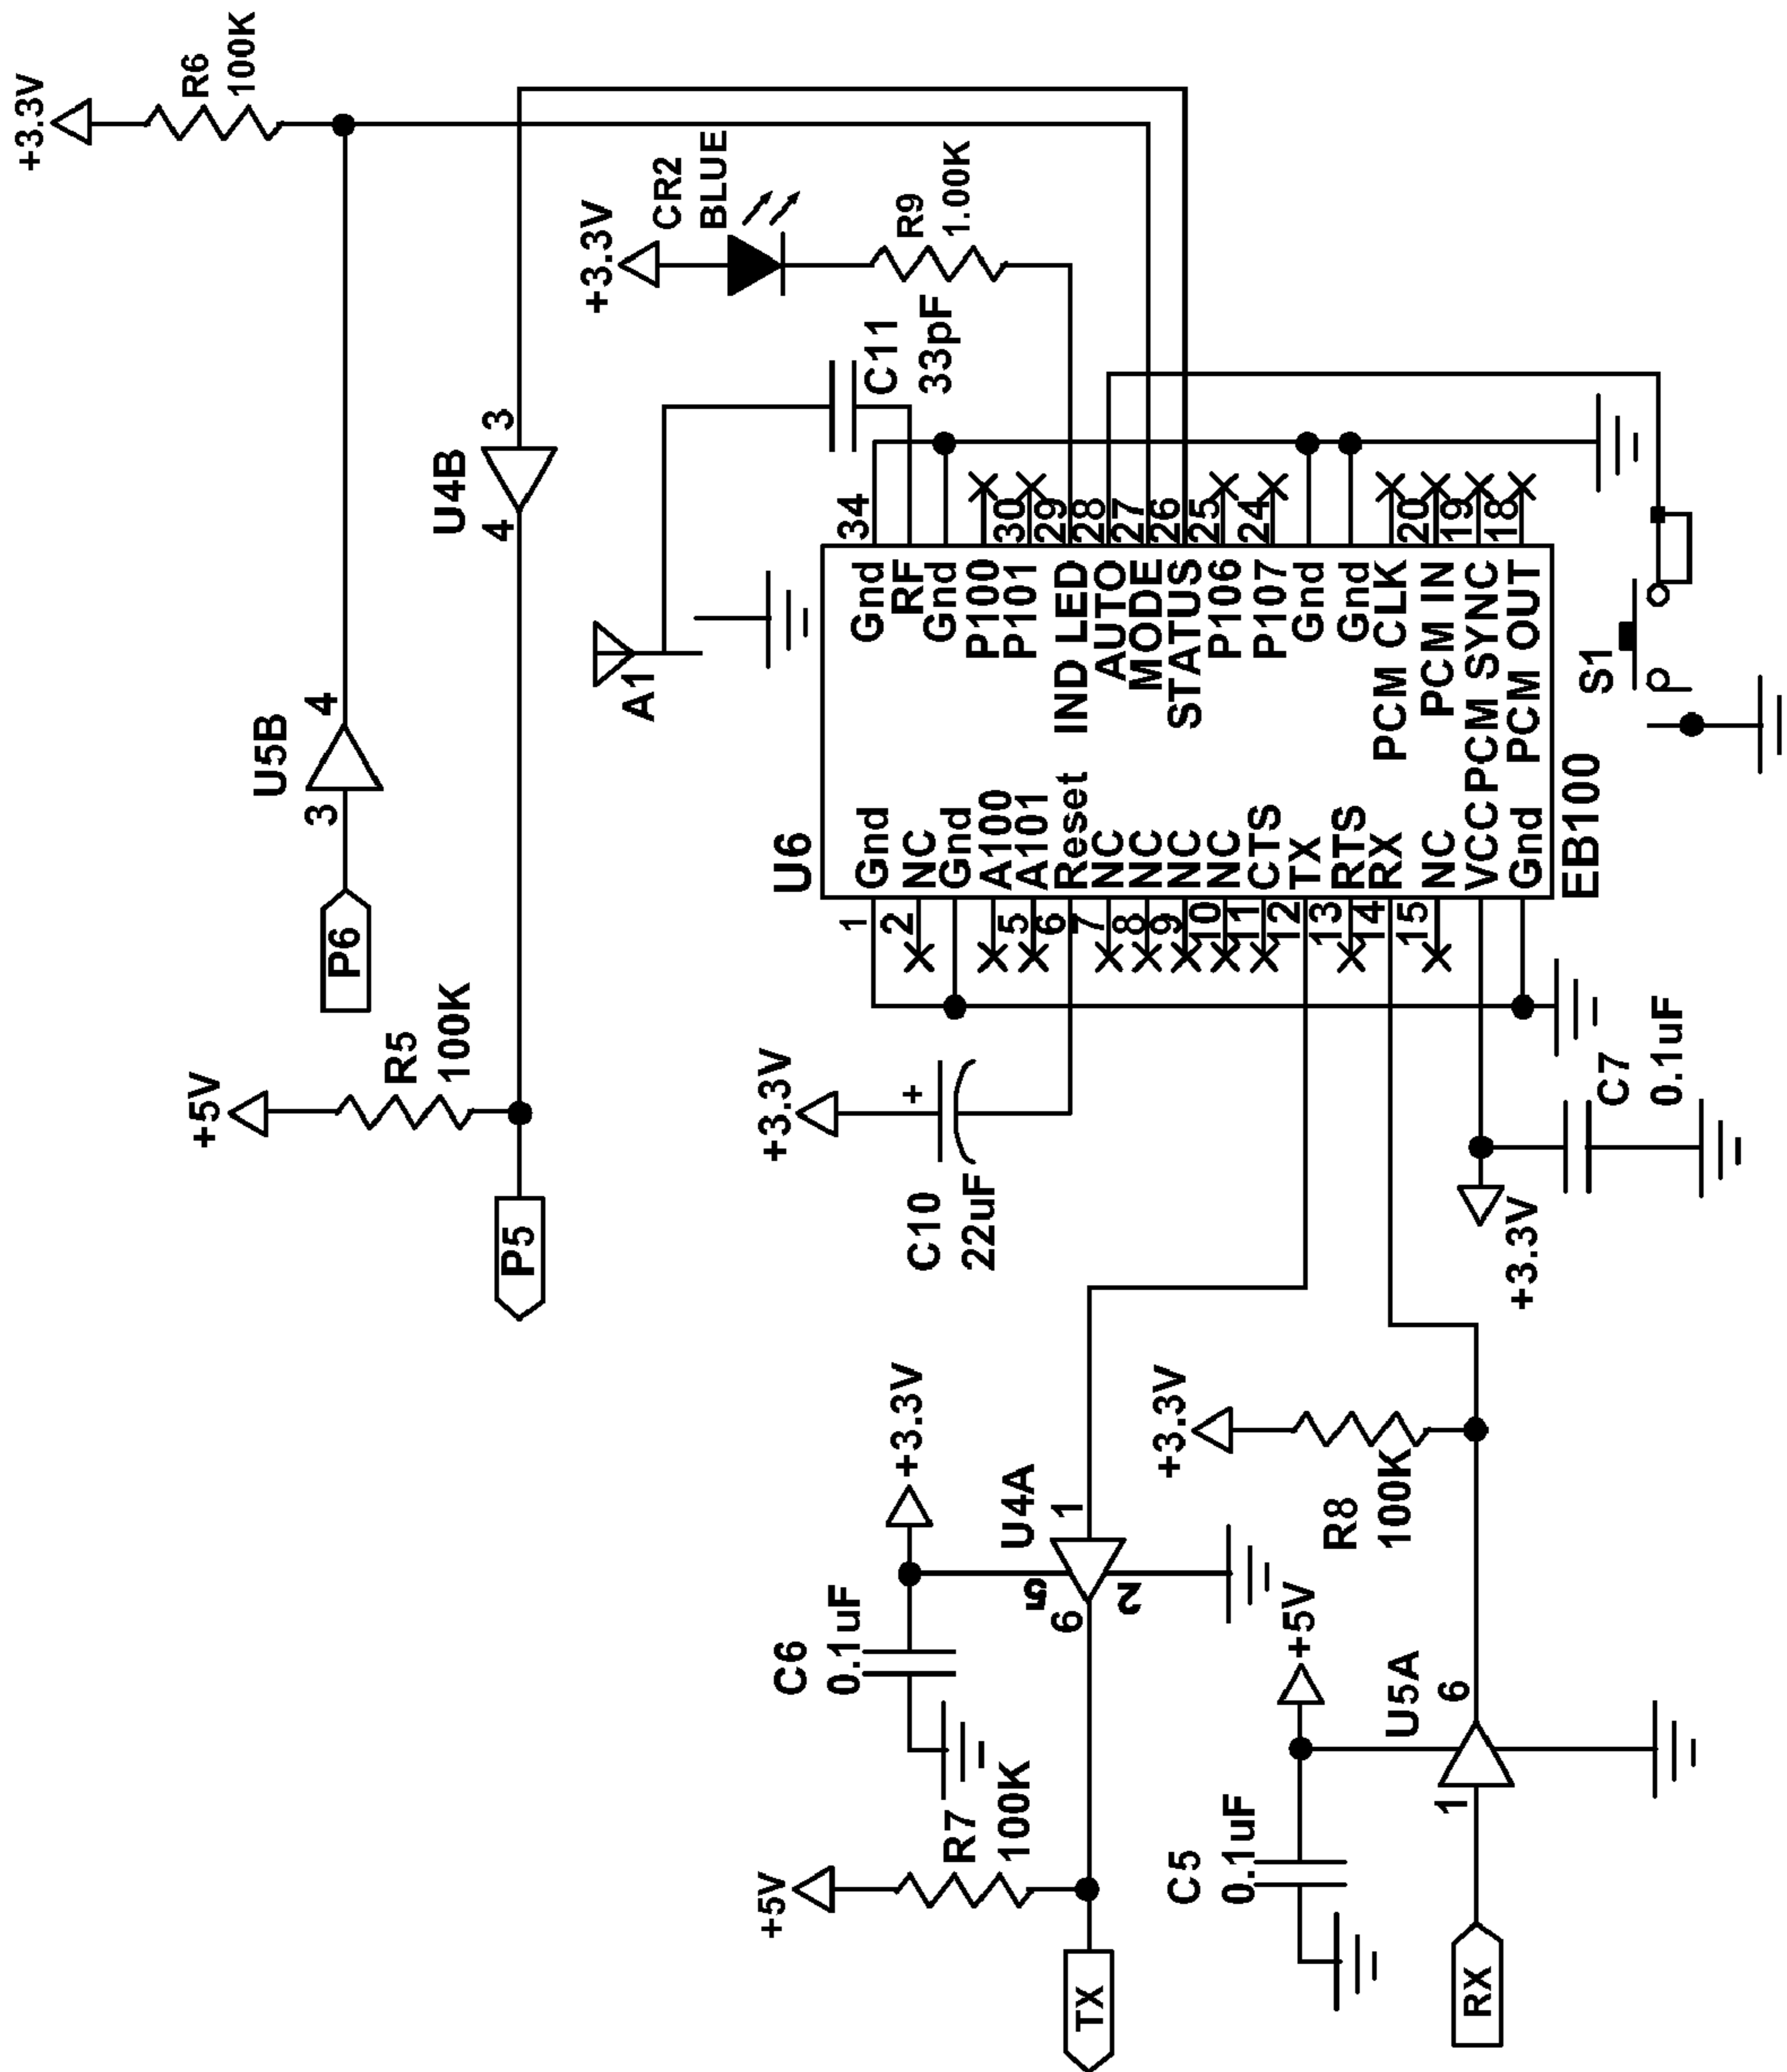 +3.3V
R6
100K
U5B
3
4
P6
+5V
R5
100K
P5
U4B
4
3
+3.3V
CR2
BLUE
R9
1.00K
A1
C11
33pF
+3.3V
C10
22uF
U6
1 Gnd Gnd 34
2 NC RF
Gnd Gnd
A100 P100
5 A101 P101 30
6 Reset IND LED 29
7 NC AUTO 28
8 NC MODE 27
9 NC STATUS 26
10 NC P106 25
11 CTS P107 24
12 TX Gnd
13 RTS Gnd
14 RX PCM CLK
15 NC PCM IN 20
VCC PCM SYNC 19
Gnd PCM OUT 18
EB100
S1
+3.3V
C7
0.1uF
+5V
R7
100K
TX
C6
0.1uF
+3.3V
U4A
5
6
1
2
+3.3V
R8
100K
C5
0.1uF
+5V
U5A
1
6
RX